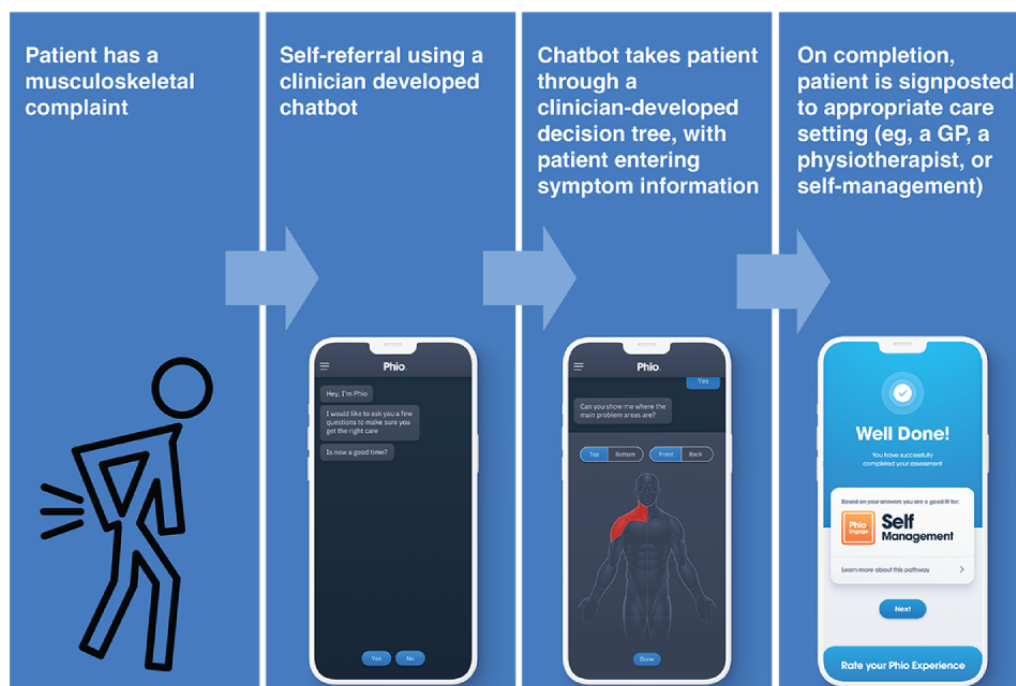 Patient has a
musculoskeletal
complaint
Self-referral using a
clinician developed
chatbot
Chatbot takes patient
through a
clinician-developed
decision tree, with
patient entering
symptom information
On completion,
patient is signposted
to appropriate care
setting (eg, a GP, a
physiotherapist, or
self-management)
Phio.
Hey, I'm Phio
I would like to ask you a few
questions to make sure you
get the right care
Is now a good time?
Yes
No
Phio.
Yes
Can you show me where the
main problem areas are?
Top
Bottom
Front
Back
Done
Well Done!
You have successfully
completed your assessment
Based on your answers you are a good fit for:
Phio
Engage
Self
Management
Learn more about this pathway
Next
Rate your Phio Experience